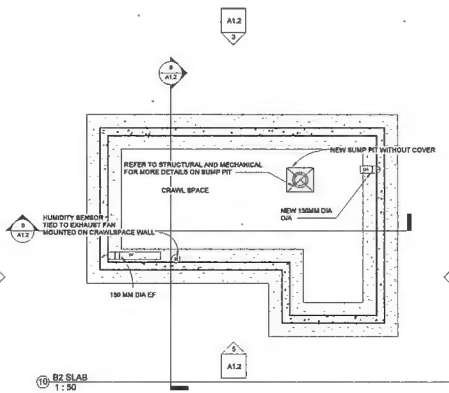 A1.2
3
A1.2
NEW SUMP PIT WITHOUT COVER
REFER TO STRUCTURAL AND MECHANICAL
FOR MORE DETAILS ON SUMP PIT
CRAWL SPACE
NEW 150MM DIA
O/A
HUMIDITY SENSOR
TIED TO EXHAUST FAN
MOUNTED ON CRAWLSPACE WALL
A1.2
EF
150 MM DIA EF
5
A1.2
10
B2 SLAB
1 : 50